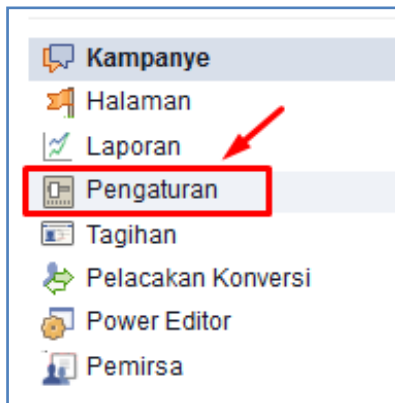 Kampanye
Halaman
Laporan
Pengaturan
Tagihan
Pelacakan Konversi
Power Editor
Pemirsa